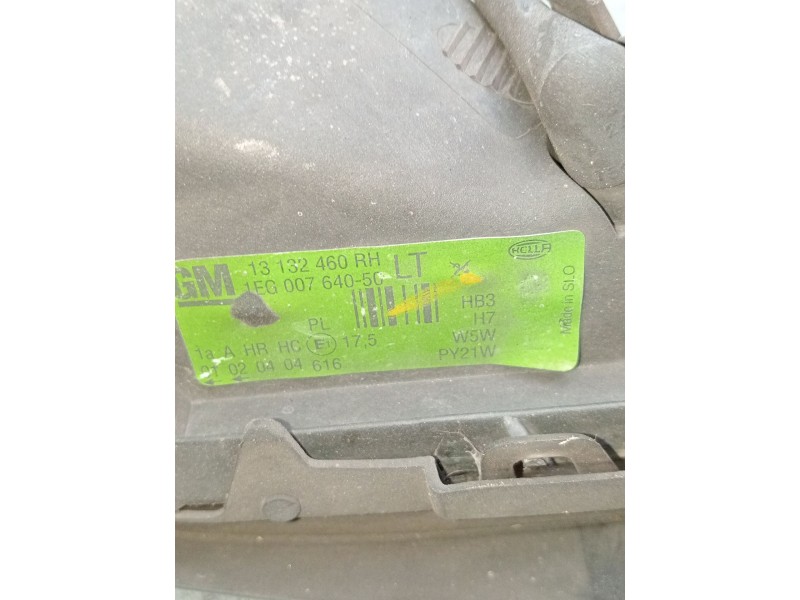 GM
13 132 460 RH LT
1EG 007 640-50
HELLA
PL
1a A HR HC E1 17,5
01 02 04 04 616
HB3
H7
W5W
PY21W
Made in SLO